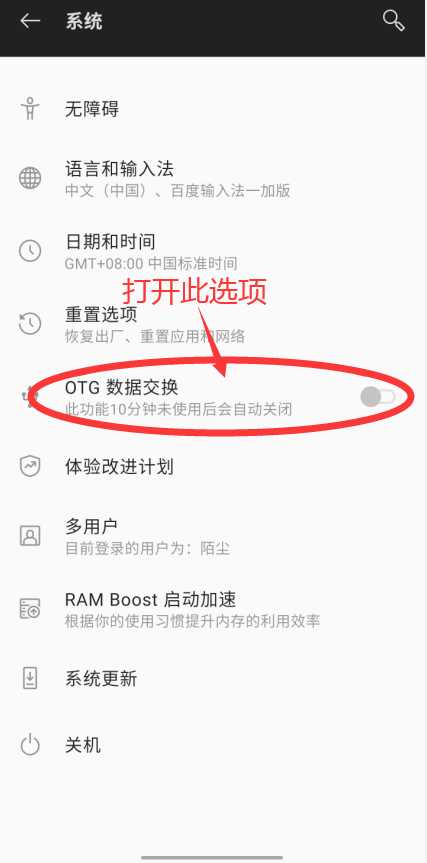 系统
无障碍
语言和输入法
中文（中国）、百度输入法一加版
日期和时间
GMT+08:00 中国标准时间
打开此选项
重置选项
恢复出厂、重置应用和网络
OTG 数据交换
此功能10分钟未使用后会自动关闭
体验改进计划
多用户
目前登录的用户为：陌尘
RAM Boost 启动加速
根据你的使用习惯提升内存的利用效率
系统更新
关机